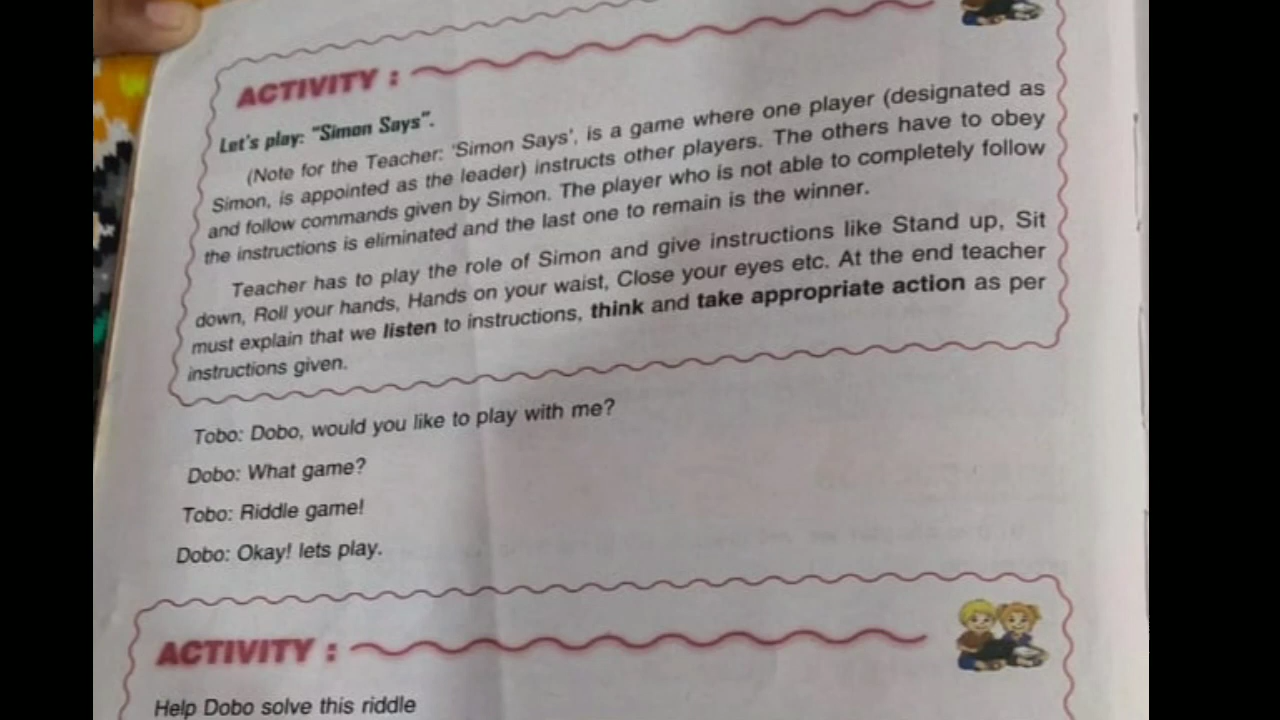 ACTIVITY :
Let's play: "Simon Says".
(Note for the Teacher: 'Simon Says', is a game where one player (designated as
Simon, is appointed as the leader) instructs other players. The others have to obey
and follow commands given by Simon. The player who is not able to completely follow
the instructions is eliminated and the last one to remain is the winner.
Teacher has to play the role of Simon and give instructions like Stand up, Sit
down, Roll your hands, Hands on your waist, Close your eyes etc. At the end teacher
must explain that we listen to instructions, think and take appropriate action as per
instructions given.
Tobo: Dobo, would you like to play with me?
Dobo: What game?
Tobo: Riddle game!
Dobo: Okay! lets play.
ACTIVITY :
Help Dobo solve this riddle